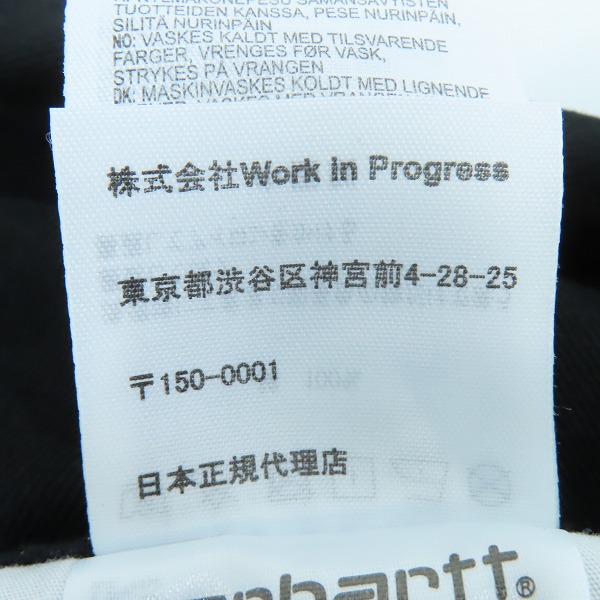 TUOTTEIDEN KANSSA, PESE NURINPÄIN,
SILITÄ NURINPÄIN
NO: VASKES KALDT MED TILSVARENDE
FARGER, VRENGES FØR VASK,
STRYKES PÅ VRANGEN
DK: MASKINVASKES KOLDT MED LIGNENDE
株式会社Work in Progress
東京都渋谷区神宮前4-28-25
〒150-0001
日本正規代理店
carhartt®